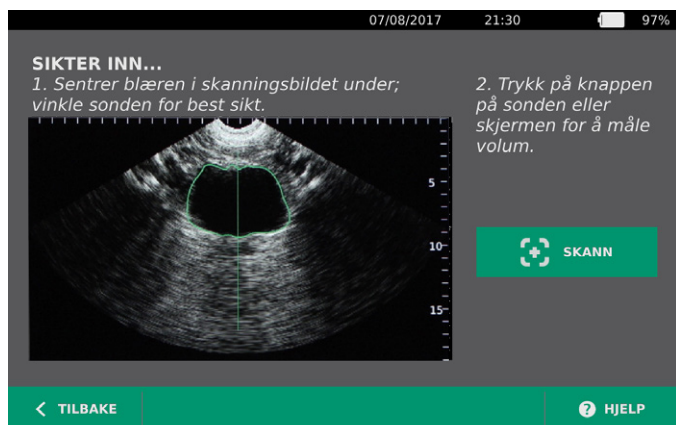 07/08/2017 21:30 97%
SIKTER INN...
1. Sentrer blæren i skanningsbildet under;
vinkle sonden for best sikt.
2. Trykk på knappen
på sonden eller
skjermen for å måle
volum.
5
10
15
SKANN
TILBAKE
HJELP